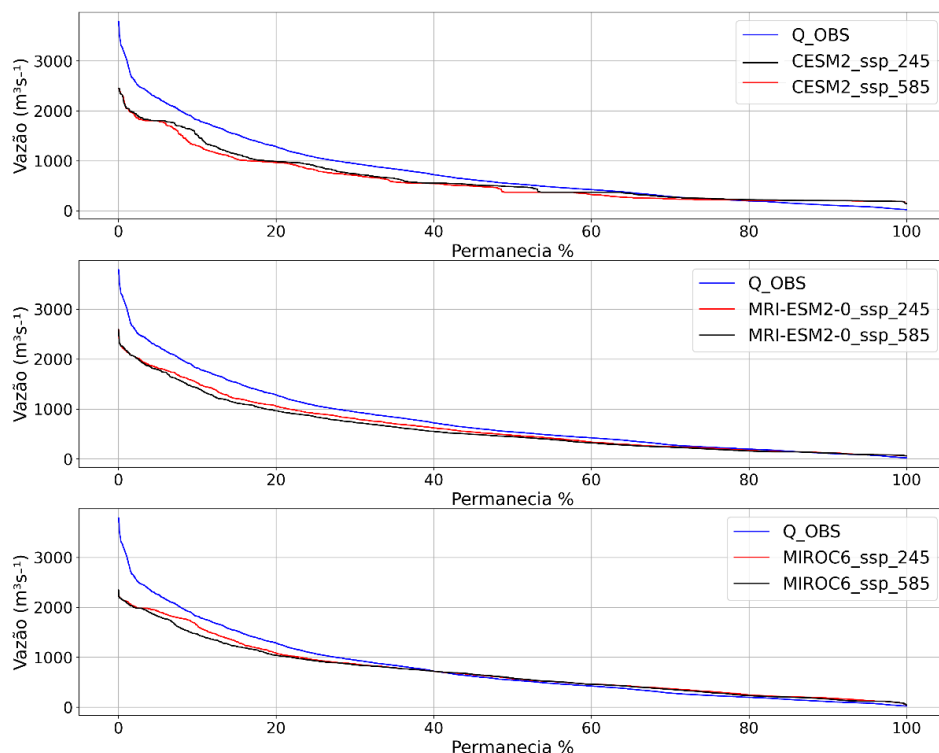 Q_OBS
CESM2_ssp_245
CESM2_ssp_585
Vazão (m³s⁻¹)
3000
2000
1000
0
0 20 40 60 80 100
Permanecia %
Q_OBS
MRI-ESM2-0_ssp_245
MRI-ESM2-0_ssp_585
Vazão (m³s⁻¹)
3000
2000
1000
0
0 20 40 60 80 100
Permanecia %
Q_OBS
MIROC6_ssp_245
MIROC6_ssp_585
Vazão (m³s⁻¹)
3000
2000
1000
0
0 20 40 60 80 100
Permanecia %